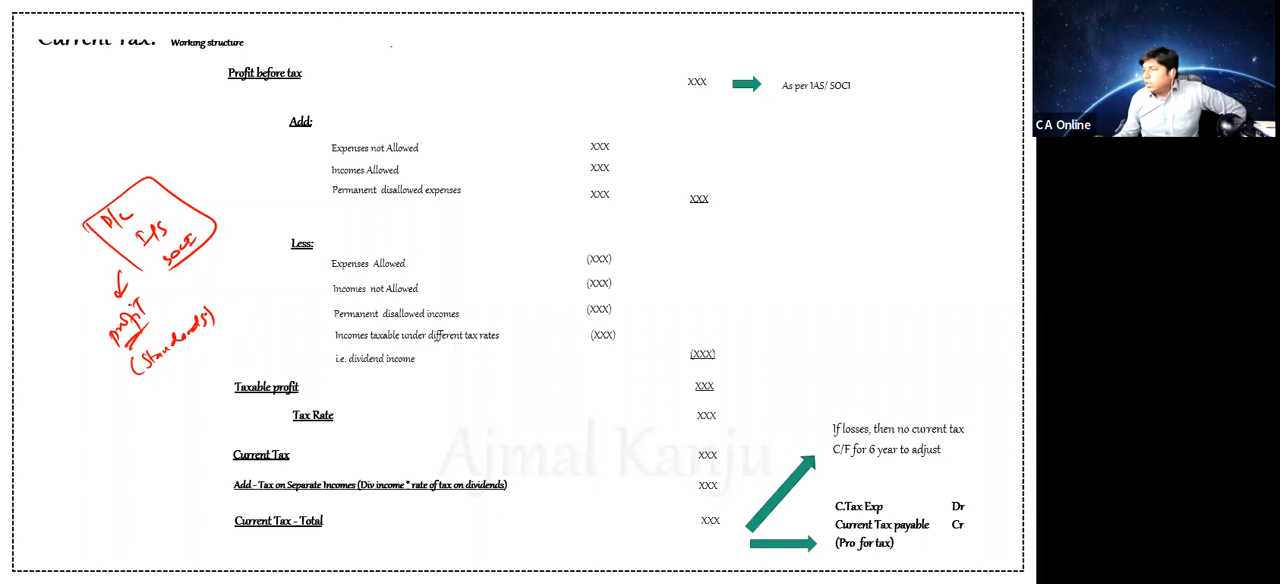 Current Tax: Working structure
Profit before tax XXX As per IAS/ SOCI
Add:
Expenses not Allowed XXX
Incomes Allowed XXX
Permanent disallowed expenses XXX XXX
Less:
Expenses Allowed (XXX)
Incomes not Allowed (XXX)
Permanent disallowed incomes (XXX)
Incomes taxable under different tax rates (XXX)
i.e. dividend income (XXX)
Taxable profit XXX
Tax Rate XXX
Current Tax XXX
Add - Tax on Separate Incomes (Div income * rate of tax on dividends) XXX
Current Tax - Total XXX
If losses, then no current tax
C/F for 6 year to adjust
C.Tax Exp Dr
Current Tax payable Cr
(Pro for tax)
P/L
I/S
SOCI
profit
(Standards)
Ajmal Kanju
C A Online